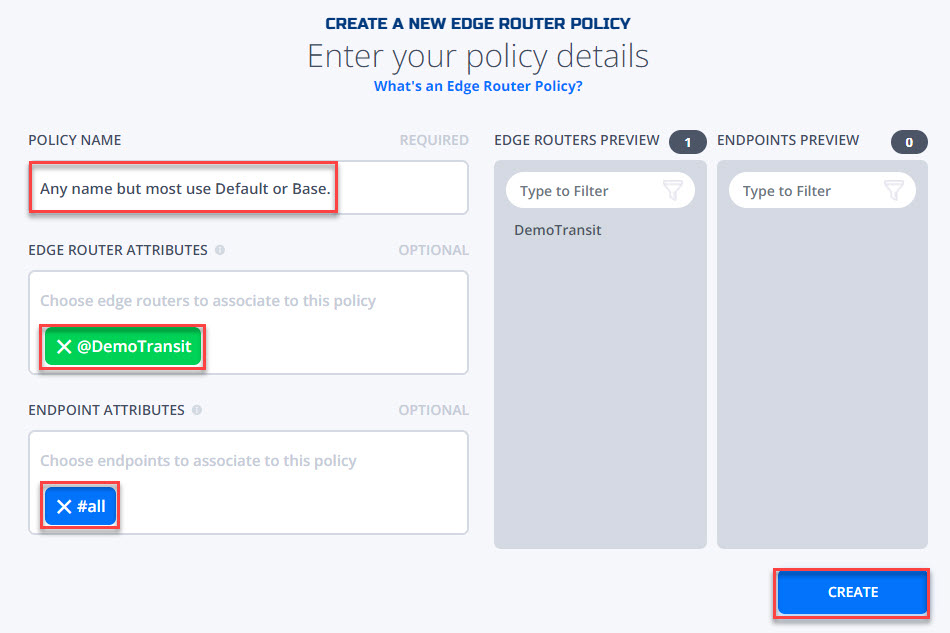 CREATE A NEW EDGE ROUTER POLICY
Enter your policy details
What's an Edge Router Policy?
POLICY NAME REQUIRED
Any name but most use Default or Base.
EDGE ROUTER ATTRIBUTES OPTIONAL
Choose edge routers to associate to this policy
@DemoTransit
ENDPOINT ATTRIBUTES OPTIONAL
Choose endpoints to associate to this policy
#all
EDGE ROUTERS PREVIEW 1
Type to Filter
DemoTransit
ENDPOINTS PREVIEW 0
Type to Filter
CREATE